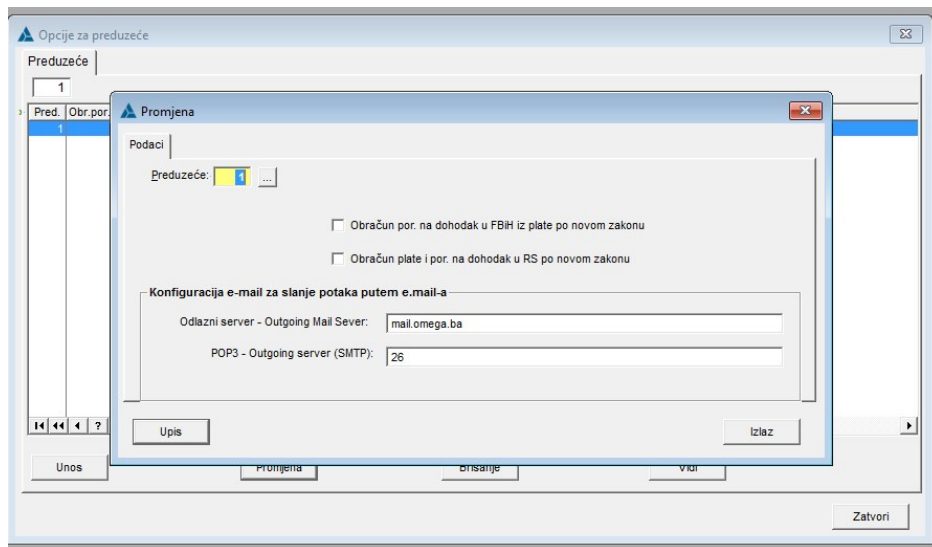 Opcije za preduzeće
Preduzeće
1
Pred. Obr.por.
1
Promjena
Podaci
Preduzeće: 1 ...
Obračun por. na dohodak u FBiH iz plate po novom zakonu
Obračun plate i por. na dohodak u RS po novom zakonu
Konfiguracija e-mail za slanje potaka putem e.mail-a
Odlazni server - Outgoing Mail Sever: mail.omega.ba
POP3 - Outgoing server (SMTP): 26
Upis Izlaz
?
Unos Promjena Brisanje Vidi
Zatvori